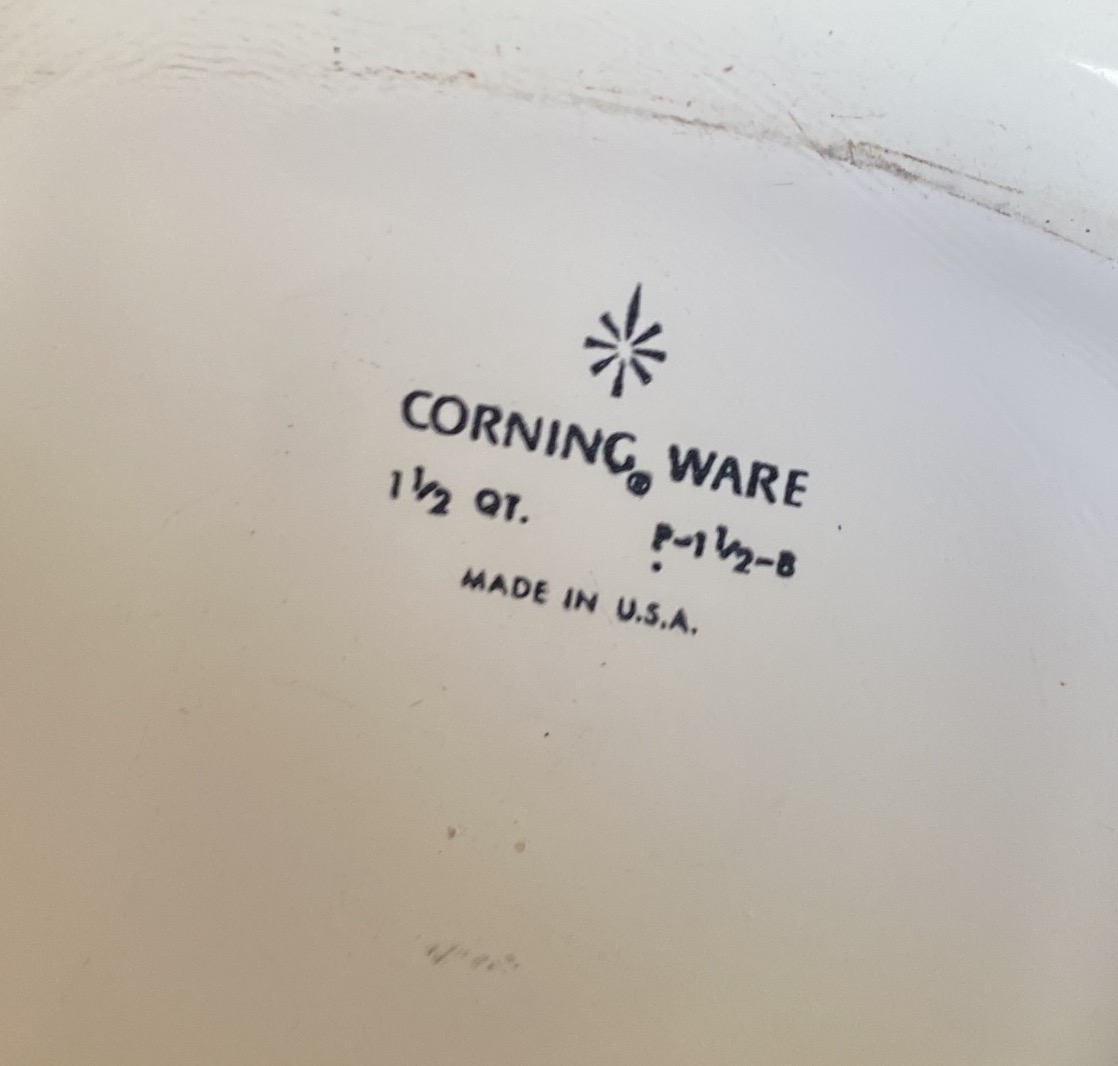 CORNING® WARE
1½ QT. P-1½-B
MADE IN U.S.A.